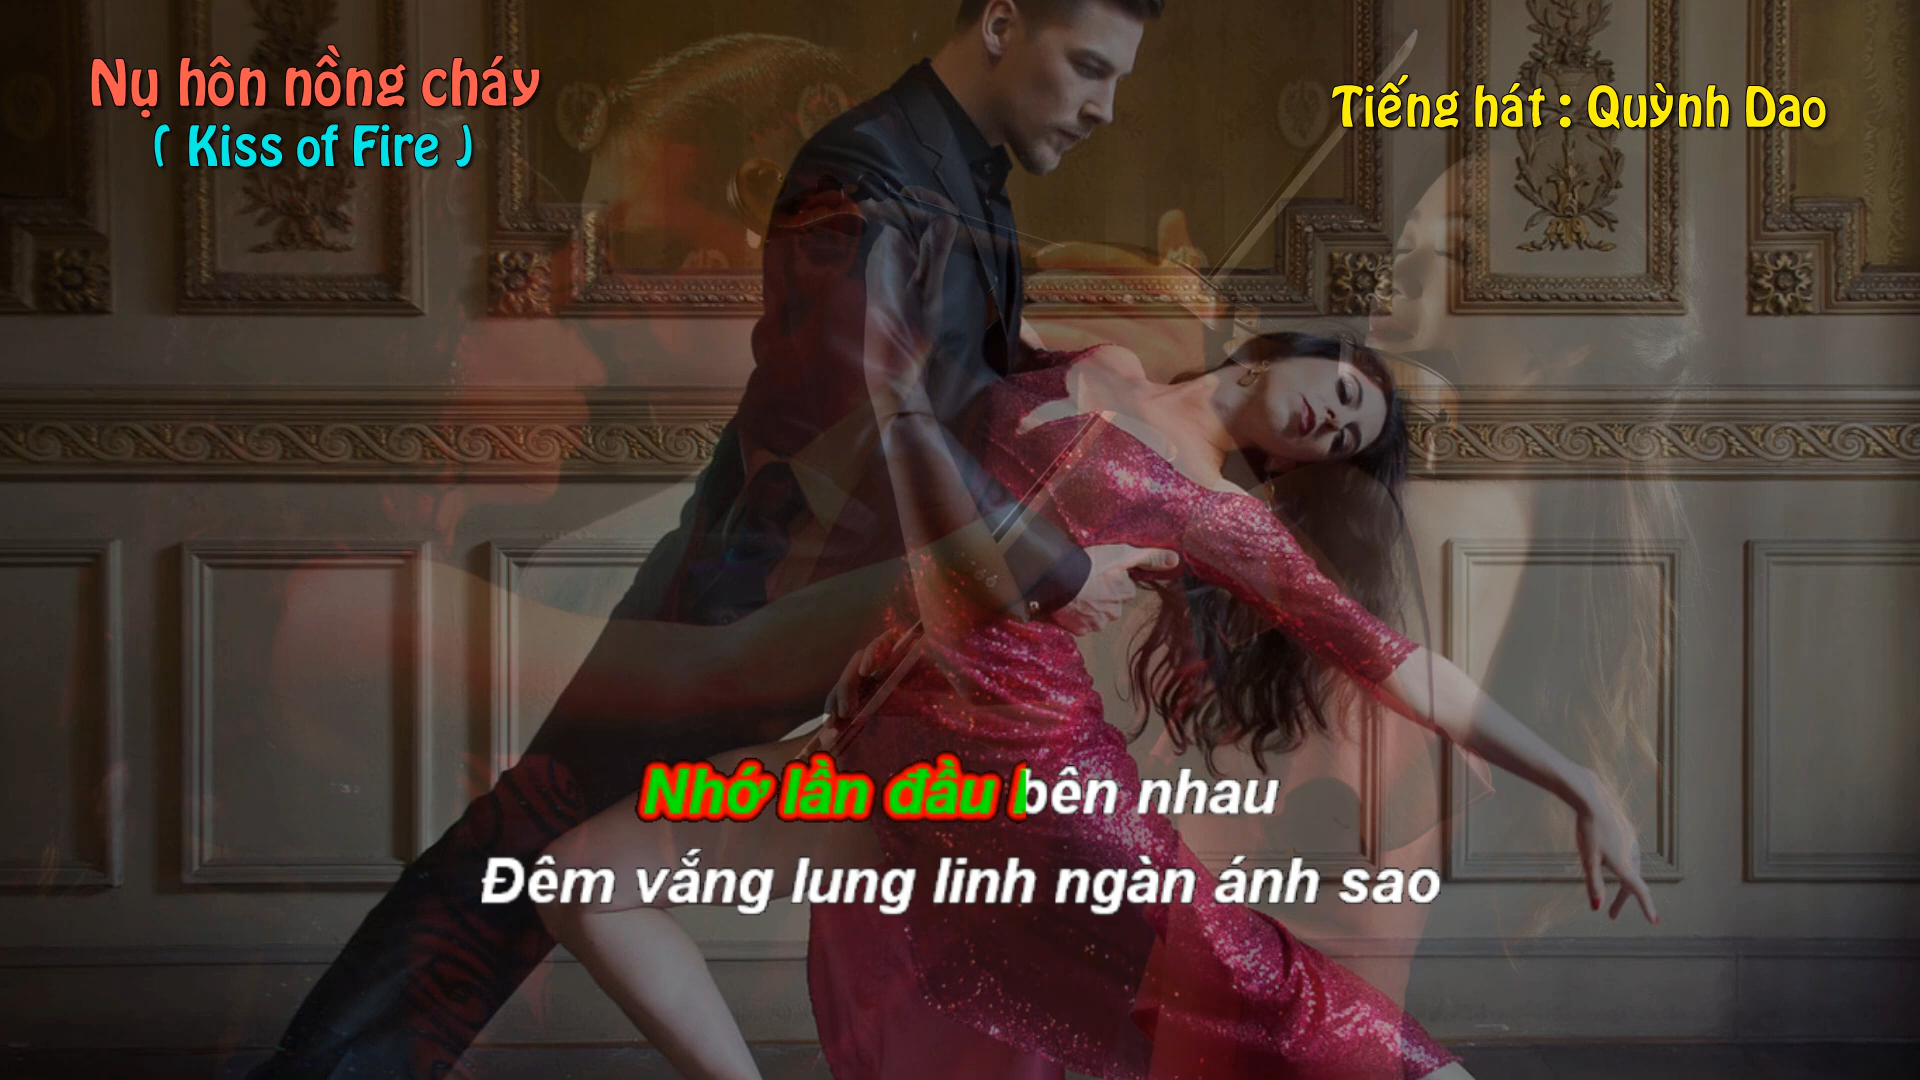 Nụ hôn nồng cháy
( Kiss of Fire )
Tiếng hát : Quỳnh Dao
Nhớ lần đầu bên nhau
Đêm vắng lung linh ngàn ánh sao